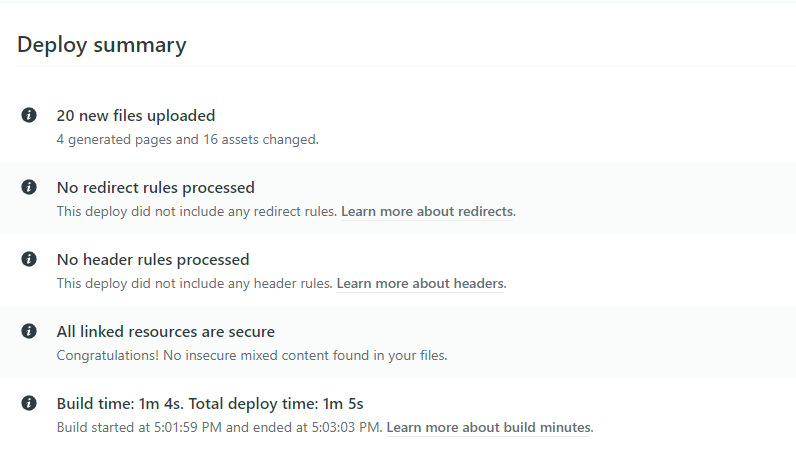 Deploy summary
20 new files uploaded
4 generated pages and 16 assets changed.
No redirect rules processed
This deploy did not include any redirect rules. Learn more about redirects.
No header rules processed
This deploy did not include any header rules. Learn more about headers.
All linked resources are secure
Congratulations! No insecure mixed content found in your files.
Build time: 1m 4s. Total deploy time: 1m 5s
Build started at 5:01:59 PM and ended at 5:03:03 PM. Learn more about build minutes.